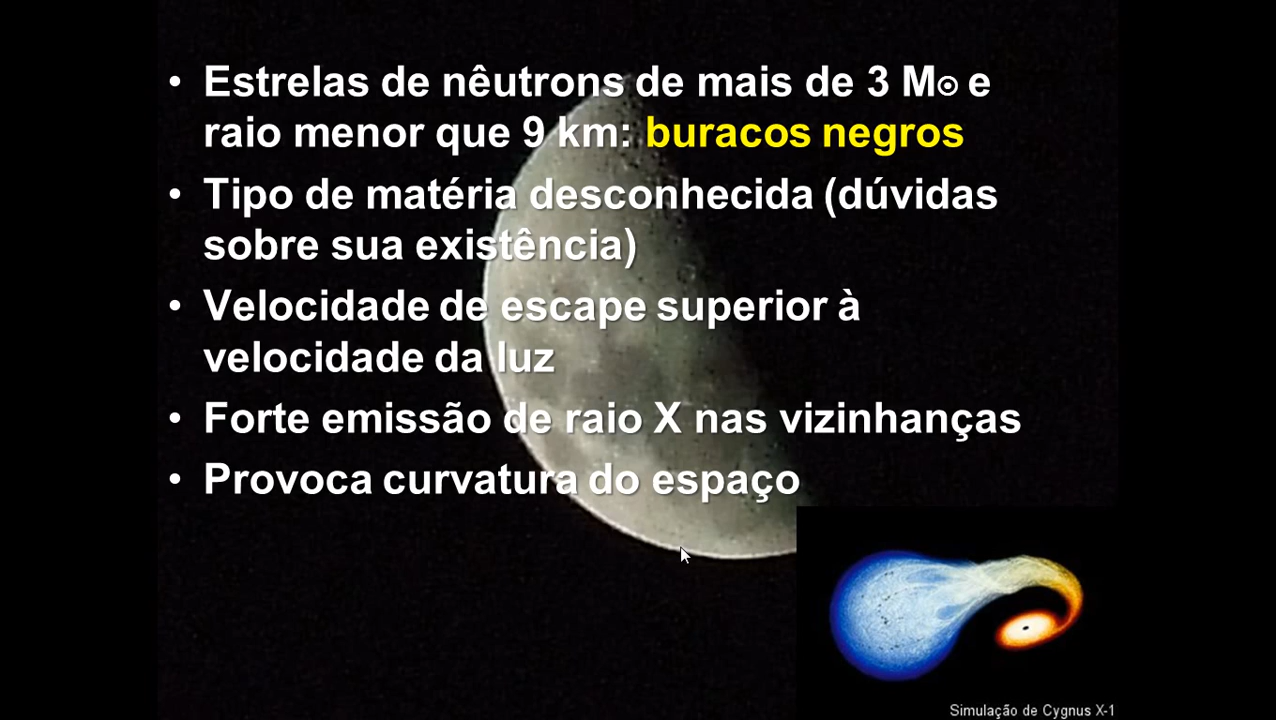 • Estrelas de nêutrons de mais de 3 M⊙ e
raio menor que 9 km: buracos negros
• Tipo de matéria desconhecida (dúvidas
sobre sua existência)
• Velocidade de escape superior à
velocidade da luz
• Forte emissão de raio X nas vizinhanças
• Provoca curvatura do espaço
Simulação de Cygnus X-1